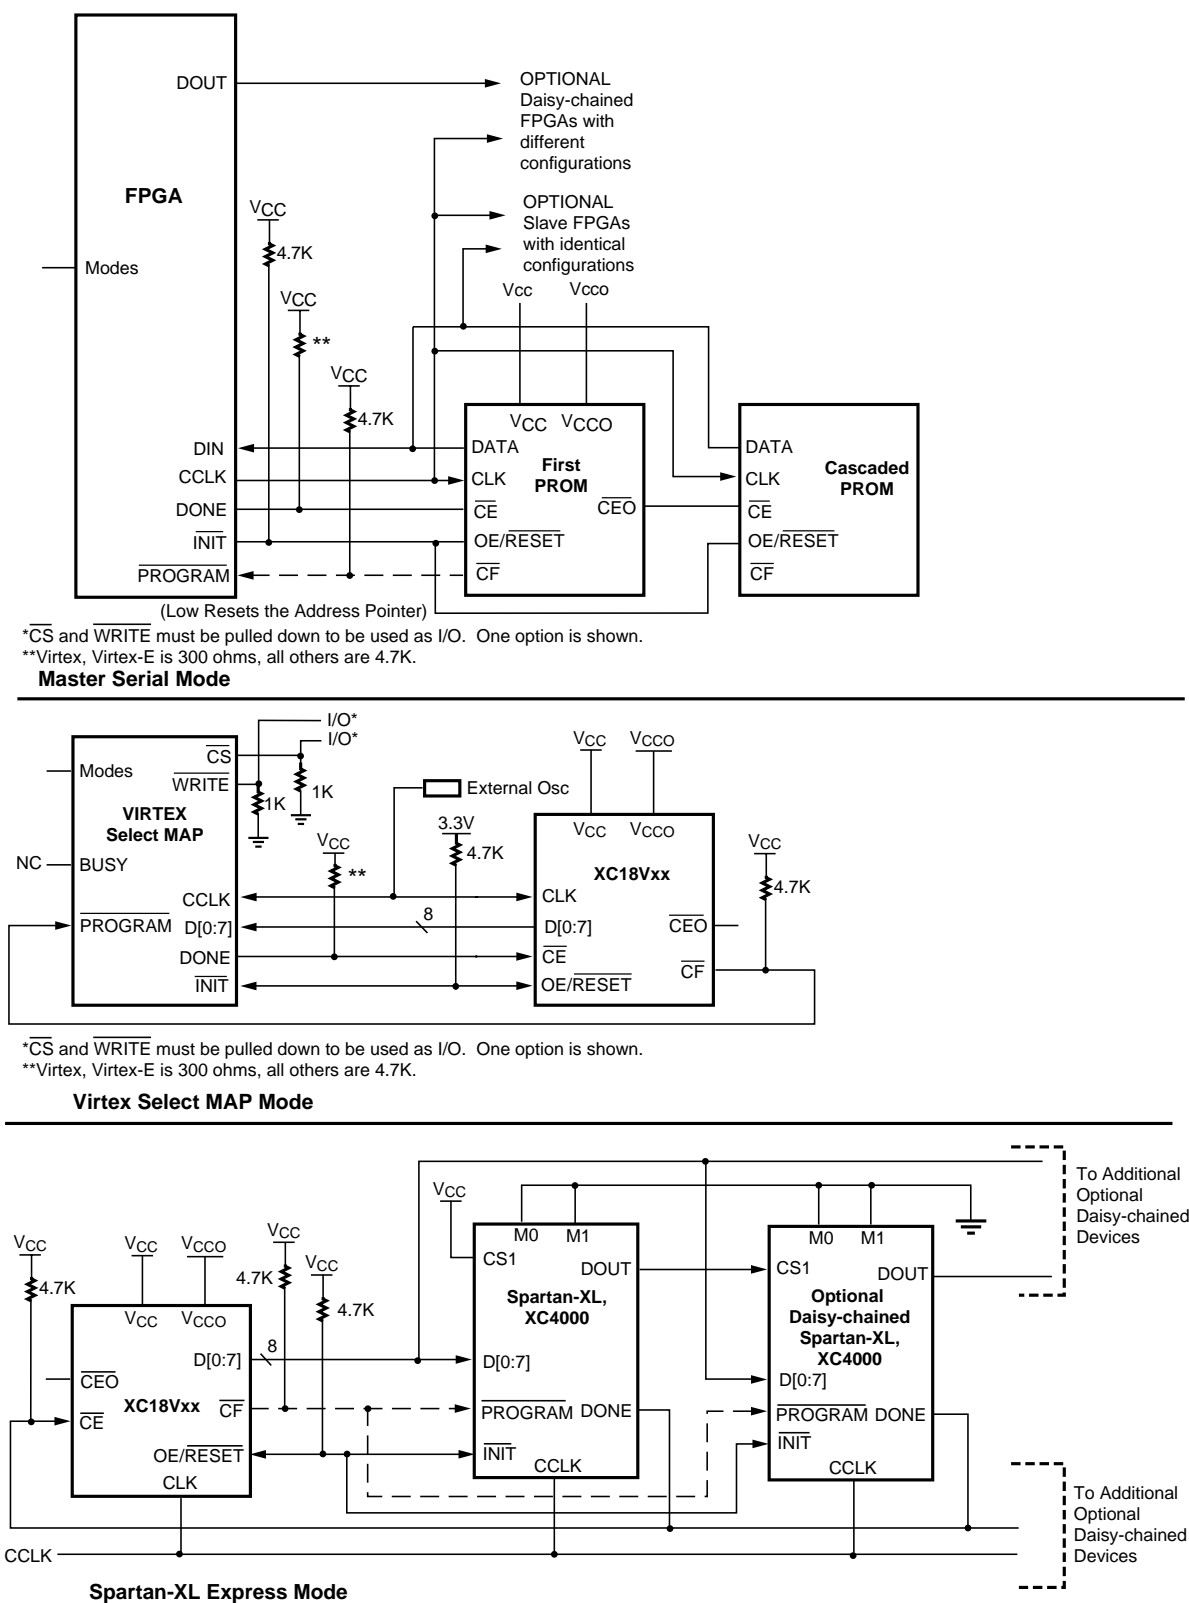 DOUT
OPTIONAL
Daisy-chained
FPGAs with
different
configurations
FPGA
OPTIONAL
Slave FPGAs
with identical
configurations
VCC
4.7K
Modes
VCC
**
Vcc
Vcco
VCC
4.7K
VCC
VCCO
DIN
DATA
DATA
CCLK
CLK
First
PROM
CLK
Cascaded
PROM
DONE
CE
CEO
CE
INIT
OE/RESET
OE/RESET
PROGRAM
CF
CF
(Low Resets the Address Pointer)
*CS and WRITE must be pulled down to be used as I/O. One option is shown.
**Virtex, Virtex-E is 300 ohms, all others are 4.7K.
Master Serial Mode
I/O*
I/O*
CS
Modes
WRITE
1K
1K
VIRTEX
Select MAP
External Osc
VCC
VCCO
3.3V
4.7K
VCC
**
VCC
VCCO
VCC
4.7K
NC
BUSY
XC18Vxx
CCLK
CLK
PROGRAM
D[0:7]
8
D[0:7]
CEO
DONE
CE
INIT
OE/RESET
CF
*CS and WRITE must be pulled down to be used as I/O. One option is shown.
**Virtex, Virtex-E is 300 ohms, all others are 4.7K.
Virtex Select MAP Mode
To Additional
Optional
Daisy-chained
Devices
VCC
M0
M1
M0
M1
VCC
VCC
VCCO
VCC
VCC
CS1
DOUT
CS1
DOUT
4.7K
4.7K
4.7K
VCC
VCCO
Spartan-XL,
XC4000
Optional
Daisy-chained
Spartan-XL,
XC4000
D[0:7]
8
D[0:7]
D[0:7]
CEO
XC18Vxx
CF
PROGRAM
DONE
PROGRAM
DONE
CE
OE/RESET
INIT
INIT
CLK
CCLK
CCLK
To Additional
Optional
Daisy-chained
Devices
CCLK
Spartan-XL Express Mode